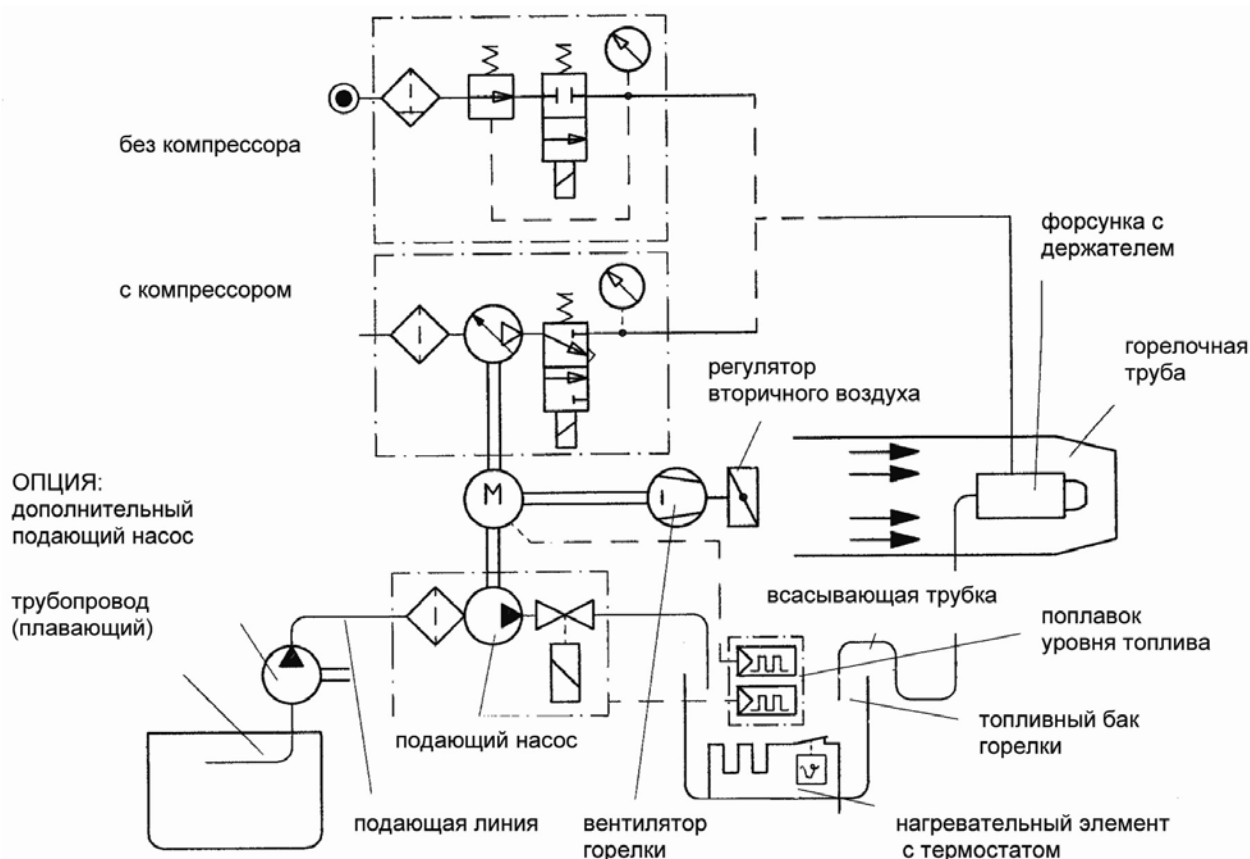 без компрессора
с компрессором
форсунка с
держателем
горелочная
труба
регулятор
вторичного воздуха
ОПЦИЯ:
дополнительный
подающий насос
M
трубопровод
(плавающий)
всасывающая трубка
поплавок
уровня топлива
топливный бак
горелки
подающий насос
ϑ
подающая линия
вентилятор
горелки
нагревательный элемент
с термостатом